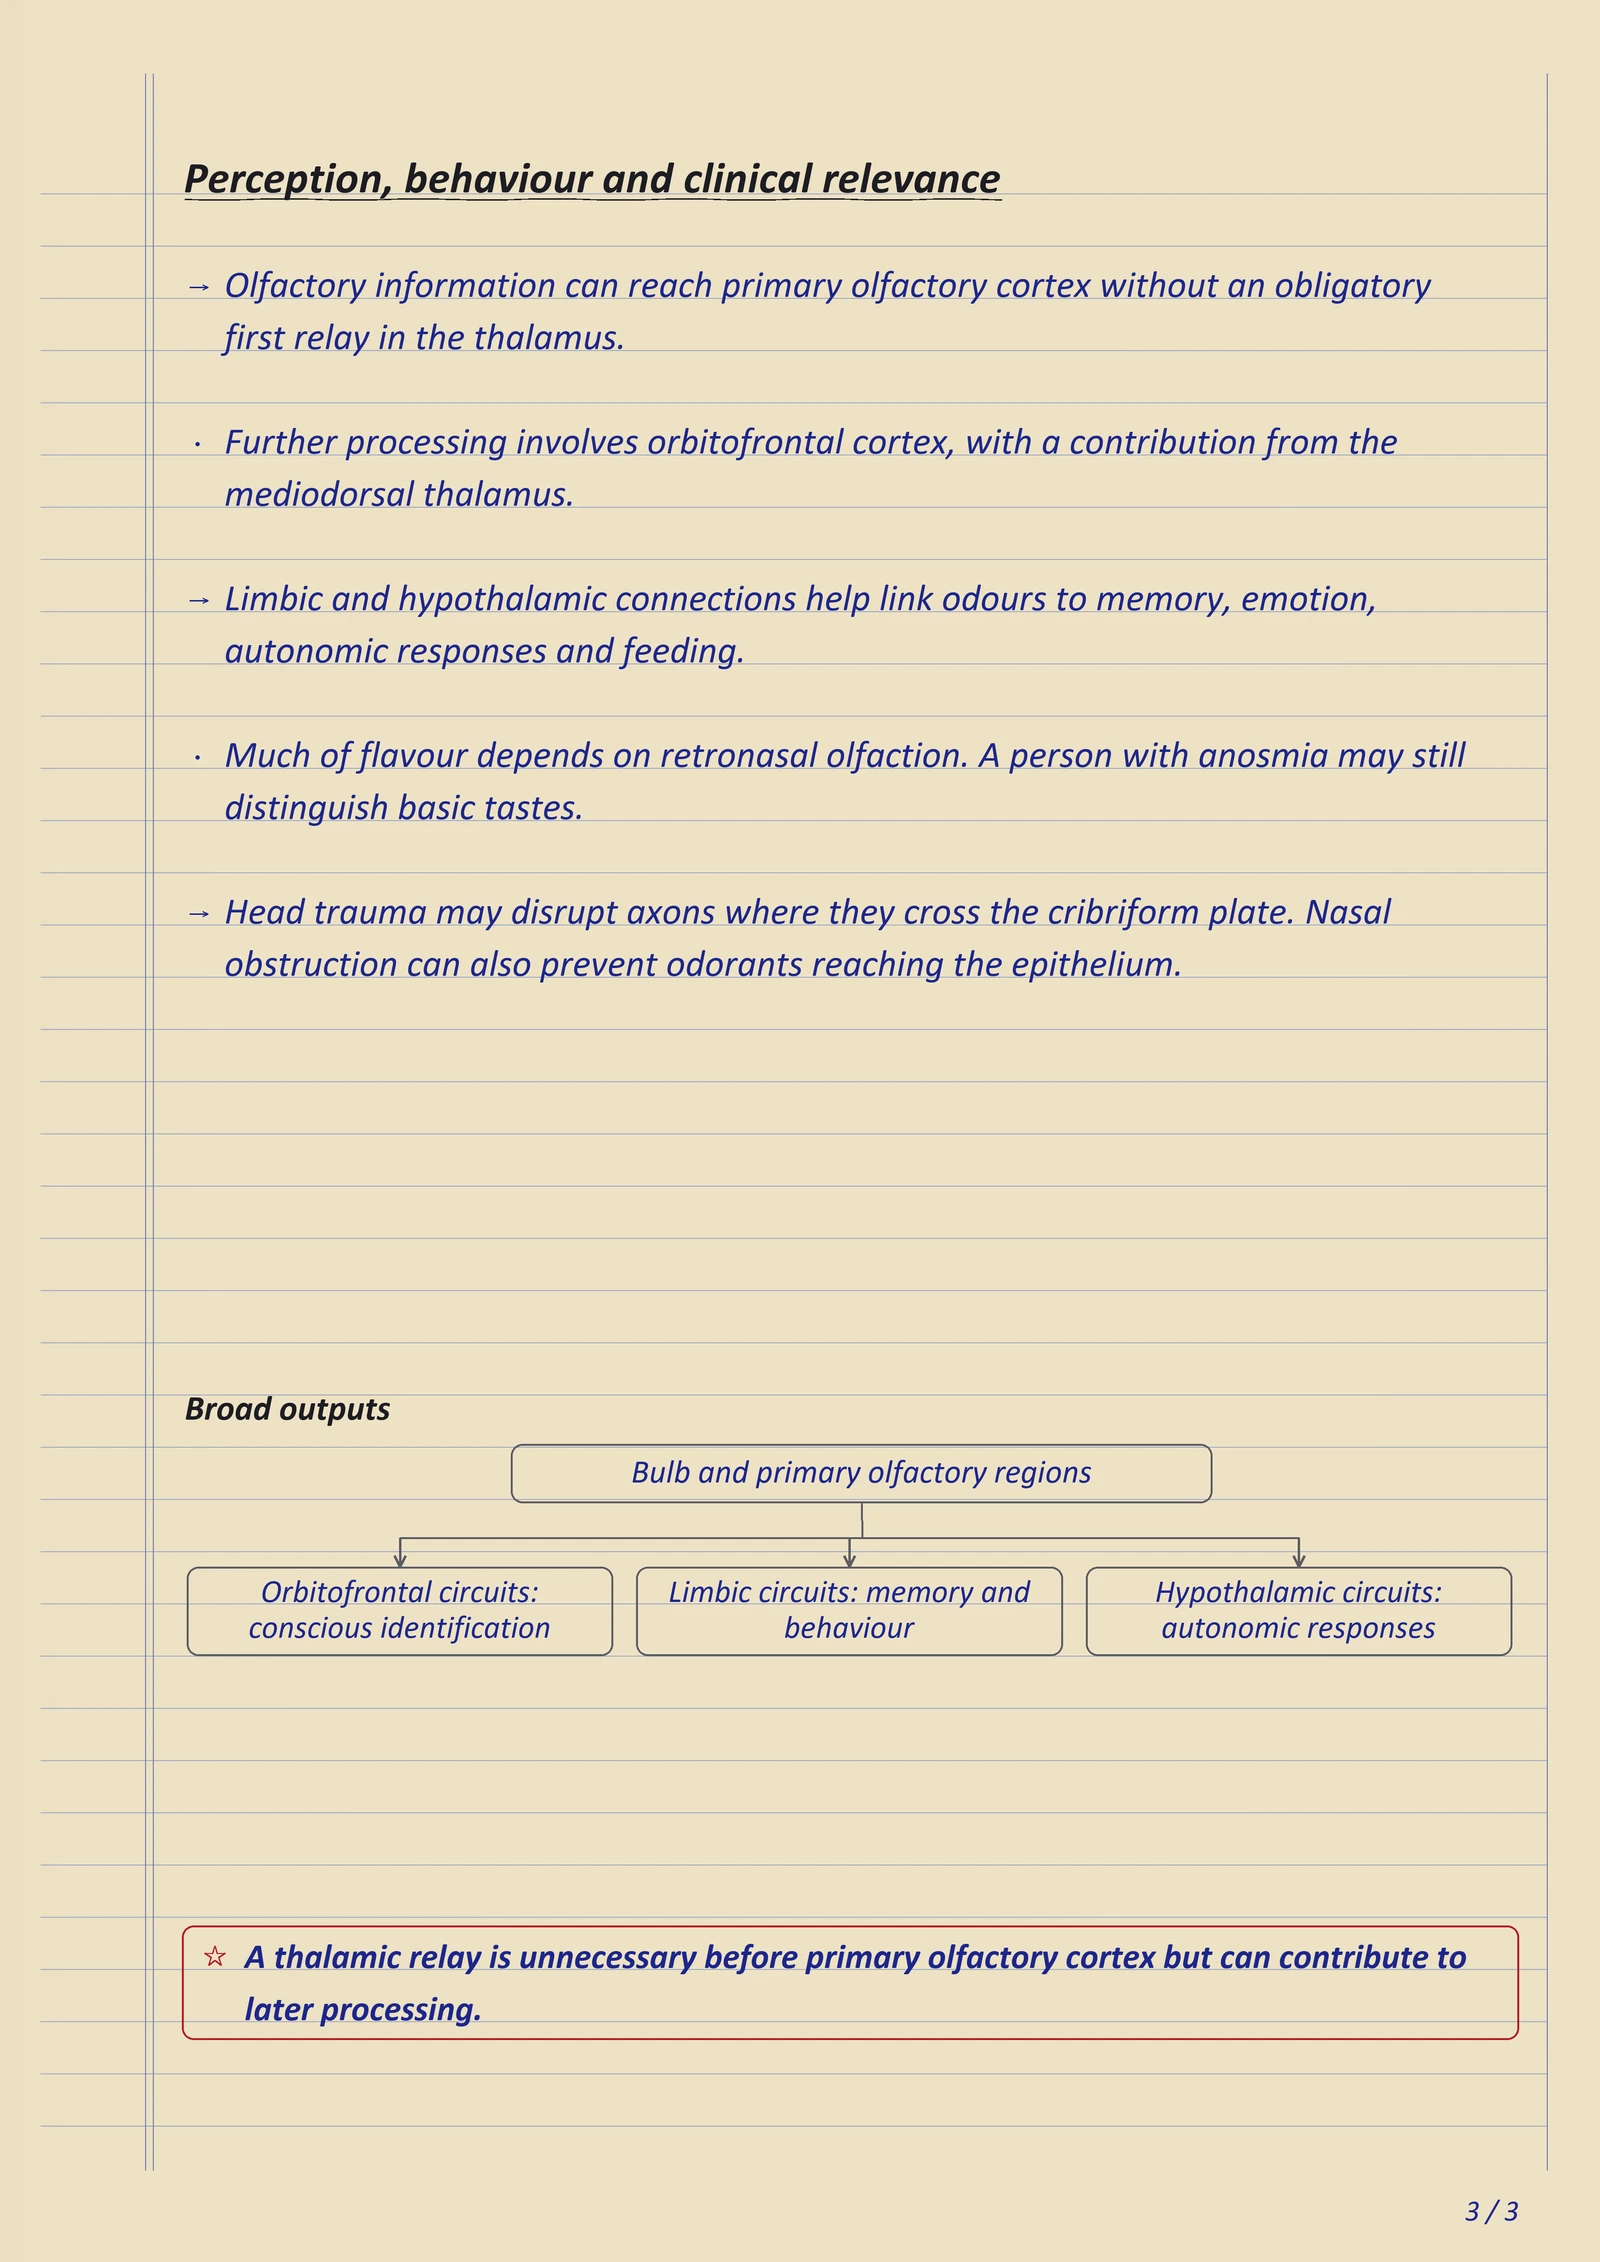 Perception, behaviour and clinical relevance
→ Olfactory information can reach primary olfactory cortex without an obligatory
first relay in the thalamus.
· Further processing involves orbitofrontal cortex, with a contribution from the
mediodorsal thalamus.
→ Limbic and hypothalamic connections help link odours to memory, emotion,
autonomic responses and feeding.
· Much of flavour depends on retronasal olfaction. A person with anosmia may still
distinguish basic tastes.
→ Head trauma may disrupt axons where they cross the cribriform plate. Nasal
obstruction can also prevent odorants reaching the epithelium.
Broad outputs
Bulb and primary olfactory regions
Orbitofrontal circuits:
conscious identification
Limbic circuits: memory and
behaviour
Hypothalamic circuits:
autonomic responses
☆ A thalamic relay is unnecessary before primary olfactory cortex but can contribute to
later processing.
3 / 3